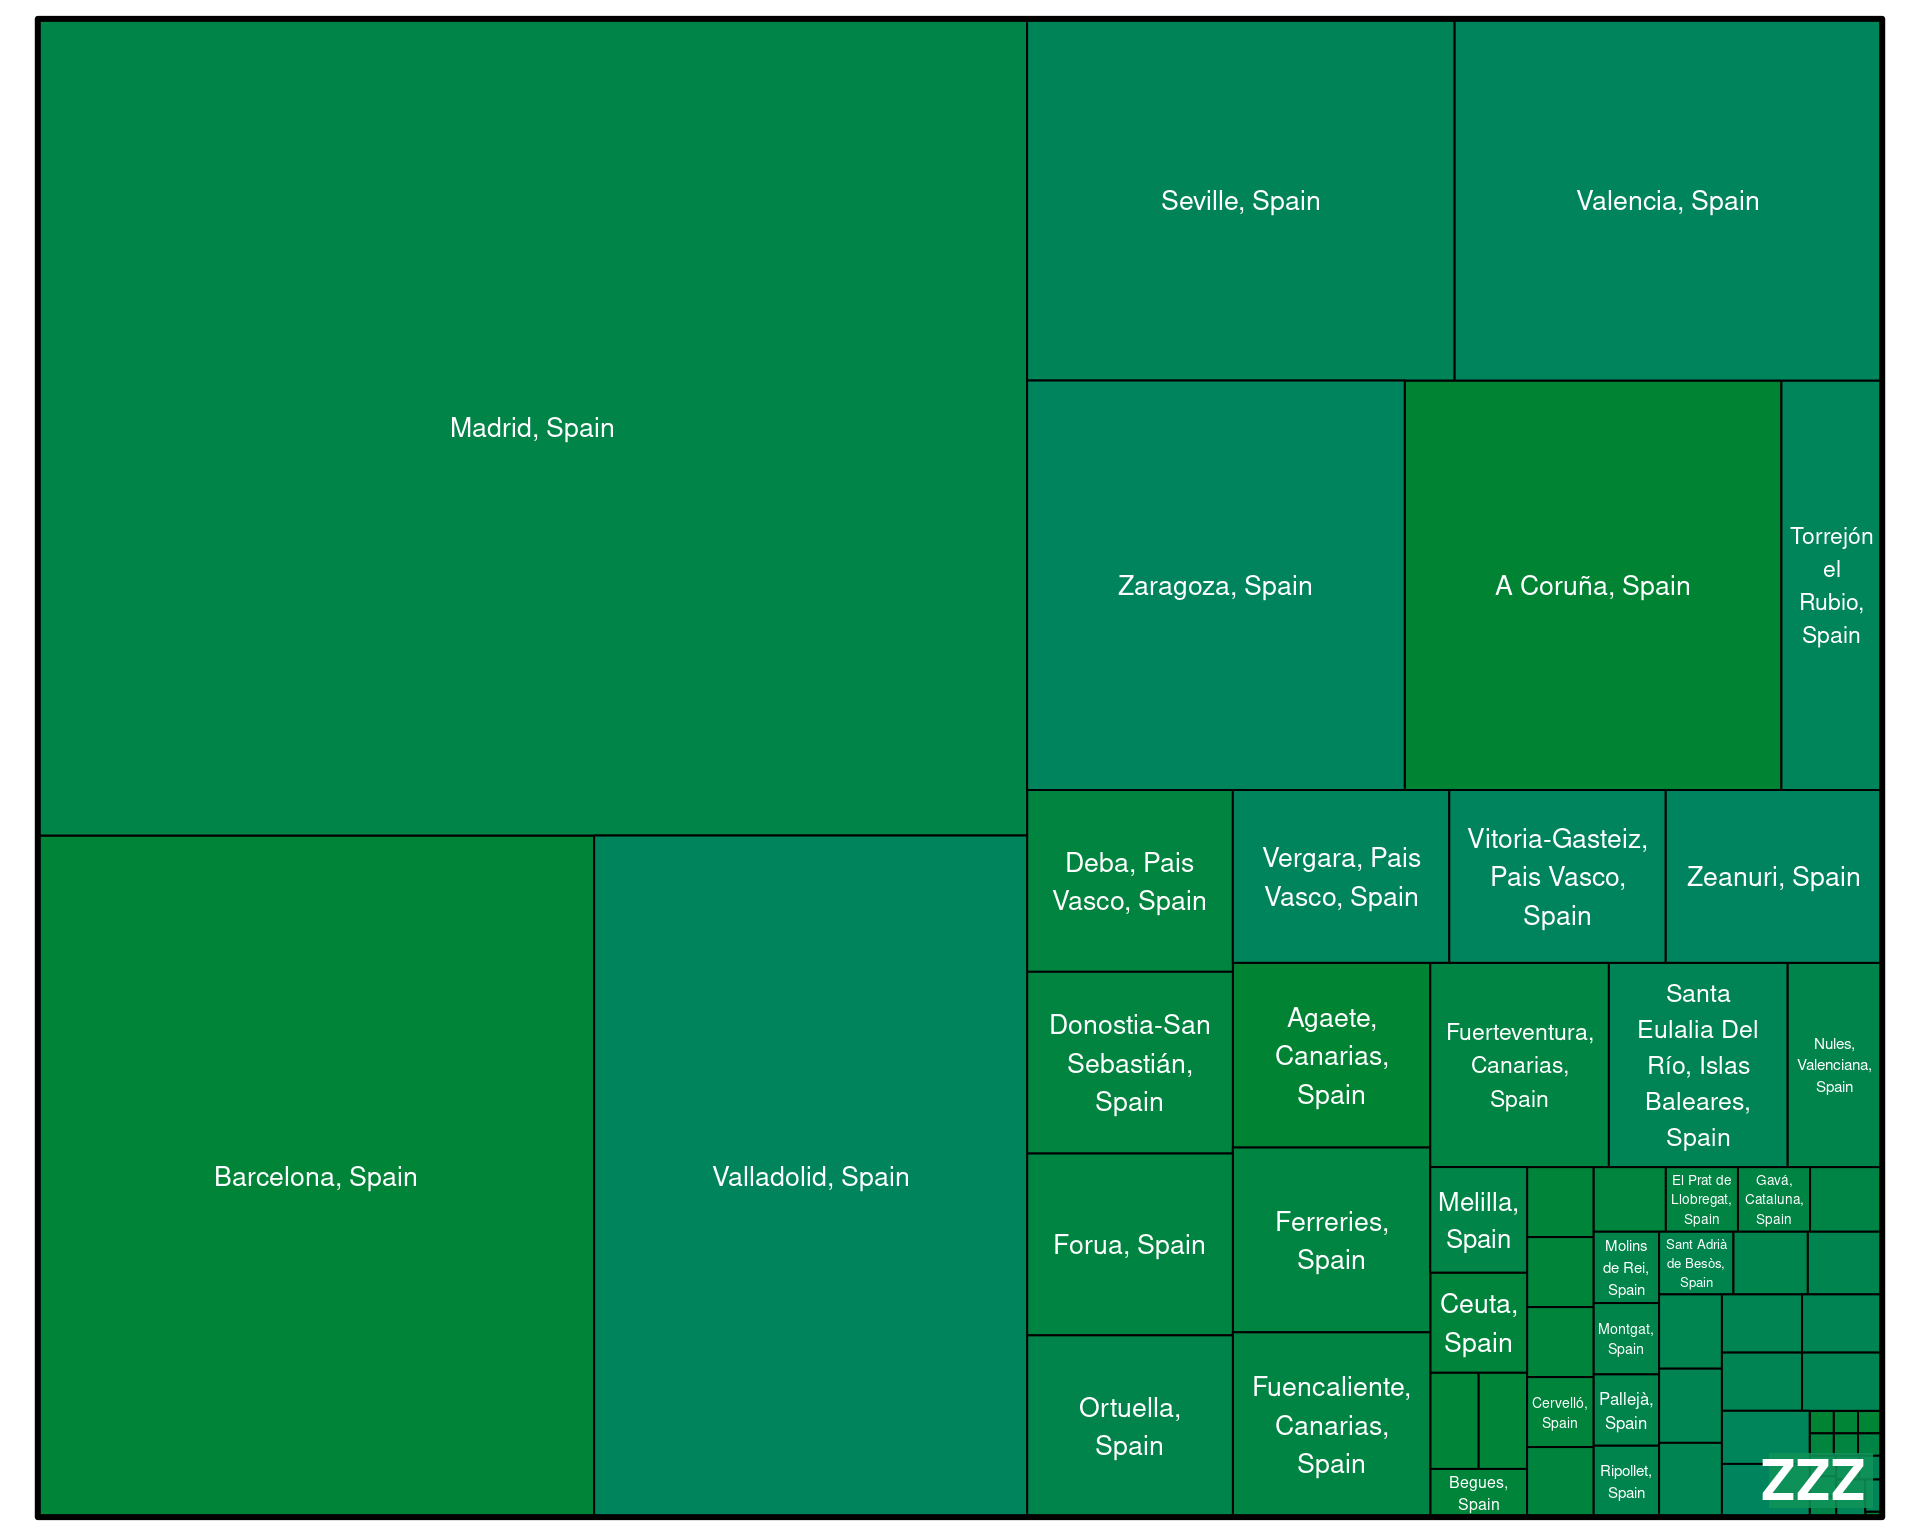 Madrid, Spain
Seville, Spain
Valencia, Spain
Zaragoza, Spain
A Coruña, Spain
Torrejón
el
Rubio,
Spain
Barcelona, Spain
Valladolid, Spain
Deba, Pais
Vasco, Spain
Vergara, Pais
Vasco, Spain
Vitoria-Gasteiz,
Pais Vasco,
Spain
Zeanuri, Spain
Donostia-San
Sebastián,
Spain
Agaete,
Canarias,
Spain
Fuerteventura,
Canarias,
Spain
Santa
Eulalia Del
Río, Islas
Baleares,
Spain
Nules,
Valenciana,
Spain
Forua, Spain
Ferreries,
Spain
Melilla,
Spain
El Prat de
Llobregat,
Spain
Gavá,
Cataluna,
Spain
Molins
de Rei,
Spain
Sant Adrià
de Besòs,
Spain
Ceuta,
Spain
Montgat,
Spain
Ortuella,
Spain
Fuencaliente,
Canarias,
Spain
Cervelló,
Spain
Pallejà,
Spain
Begues,
Spain
Ripollet,
Spain
ZZZ